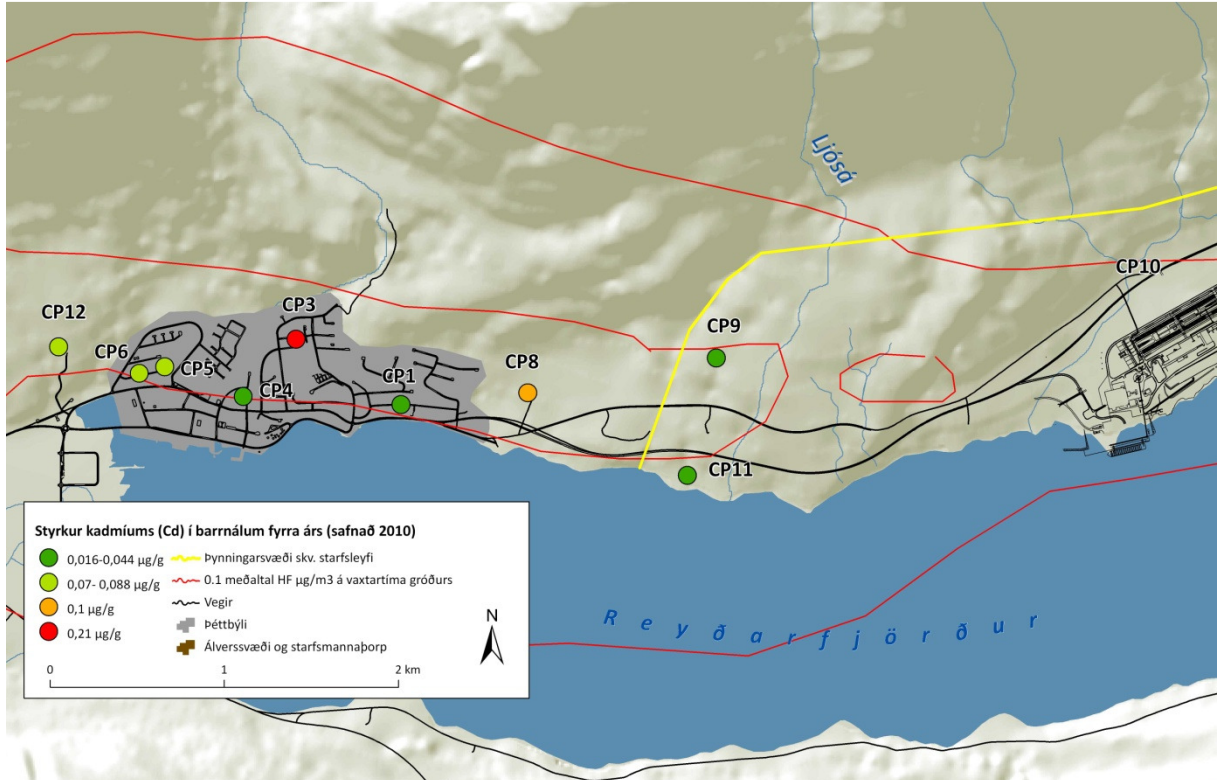 Ljósá
CP10
CP3
CP12
CP9
CP6
CP5
CP8
CP4
CP1
CP11
Styrkur kadmíums (Cd) í barrnálum fyrra árs (safnað 2010)
0,016-0,044 µg/g
0,07- 0,088 µg/g
0,1 µg/g
0,21 µg/g
Þynningarsvæði skv. starfsleyfi
0.1 meðaltal HF µg/m3 á vaxtartíma gróðurs
Vegir
Þéttbýli
Álverssvæði og starfsmannaþorp
N
0 1 2 km
Reyðarfjörður